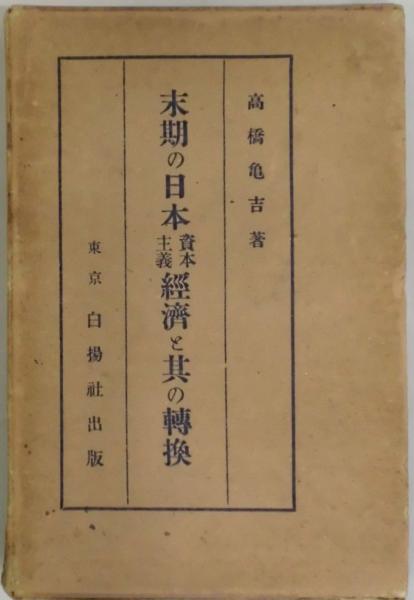 高橋亀吉著
末期の日本資本主義經濟と其の轉換
東京 白揚社出版